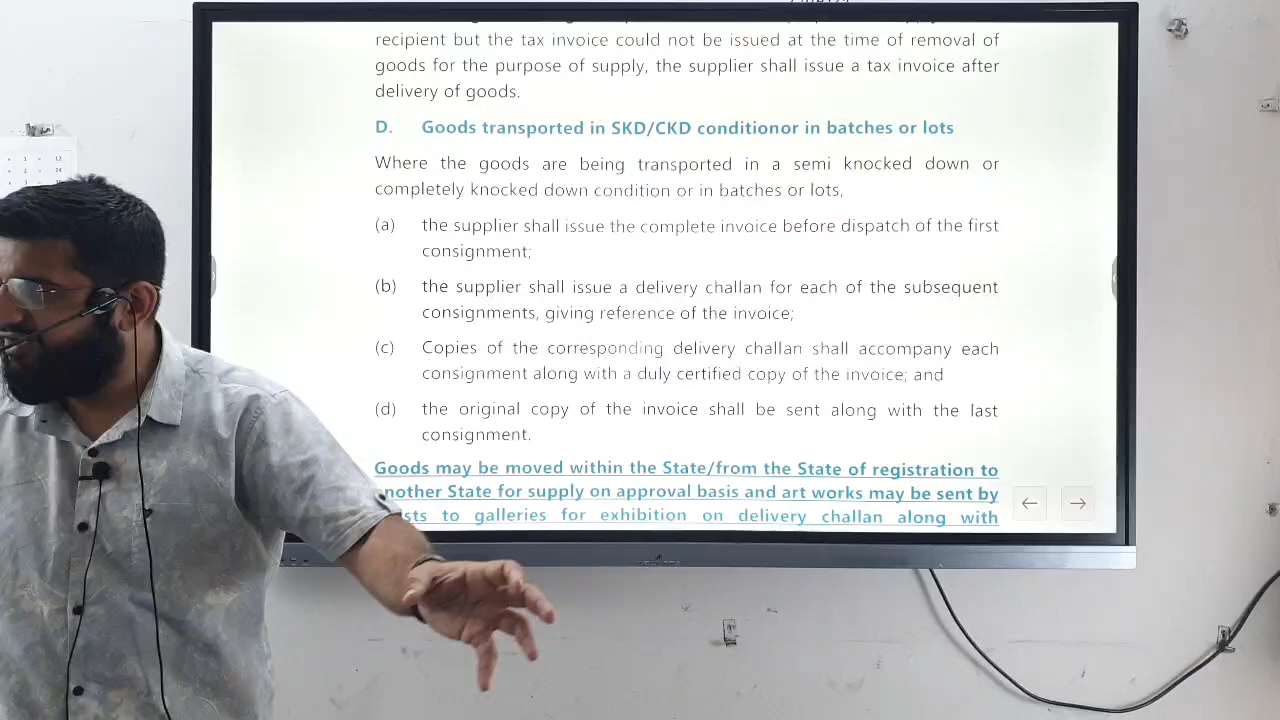 recipient but the tax invoice could not be issued at the time of removal of
goods for the purpose of supply, the supplier shall issue a tax invoice after
delivery of goods.
D. Goods transported in SKD/CKD conditionor in batches or lots
Where the goods are being transported in a semi knocked down or
completely knocked down condition or in batches or lots,
(a) the supplier shall issue the complete invoice before dispatch of the first
consignment;
(b) the supplier shall issue a delivery challan for each of the subsequent
consignments, giving reference of the invoice;
(c) Copies of the corresponding delivery challan shall accompany each
consignment along with a duly certified copy of the invoice; and
(d) the original copy of the invoice shall be sent along with the last
consignment.
Goods may be moved within the State/from the State of registration to
State for supply on approval basis and art works may be sent by
to galleries for exhibition on delivery challan along with